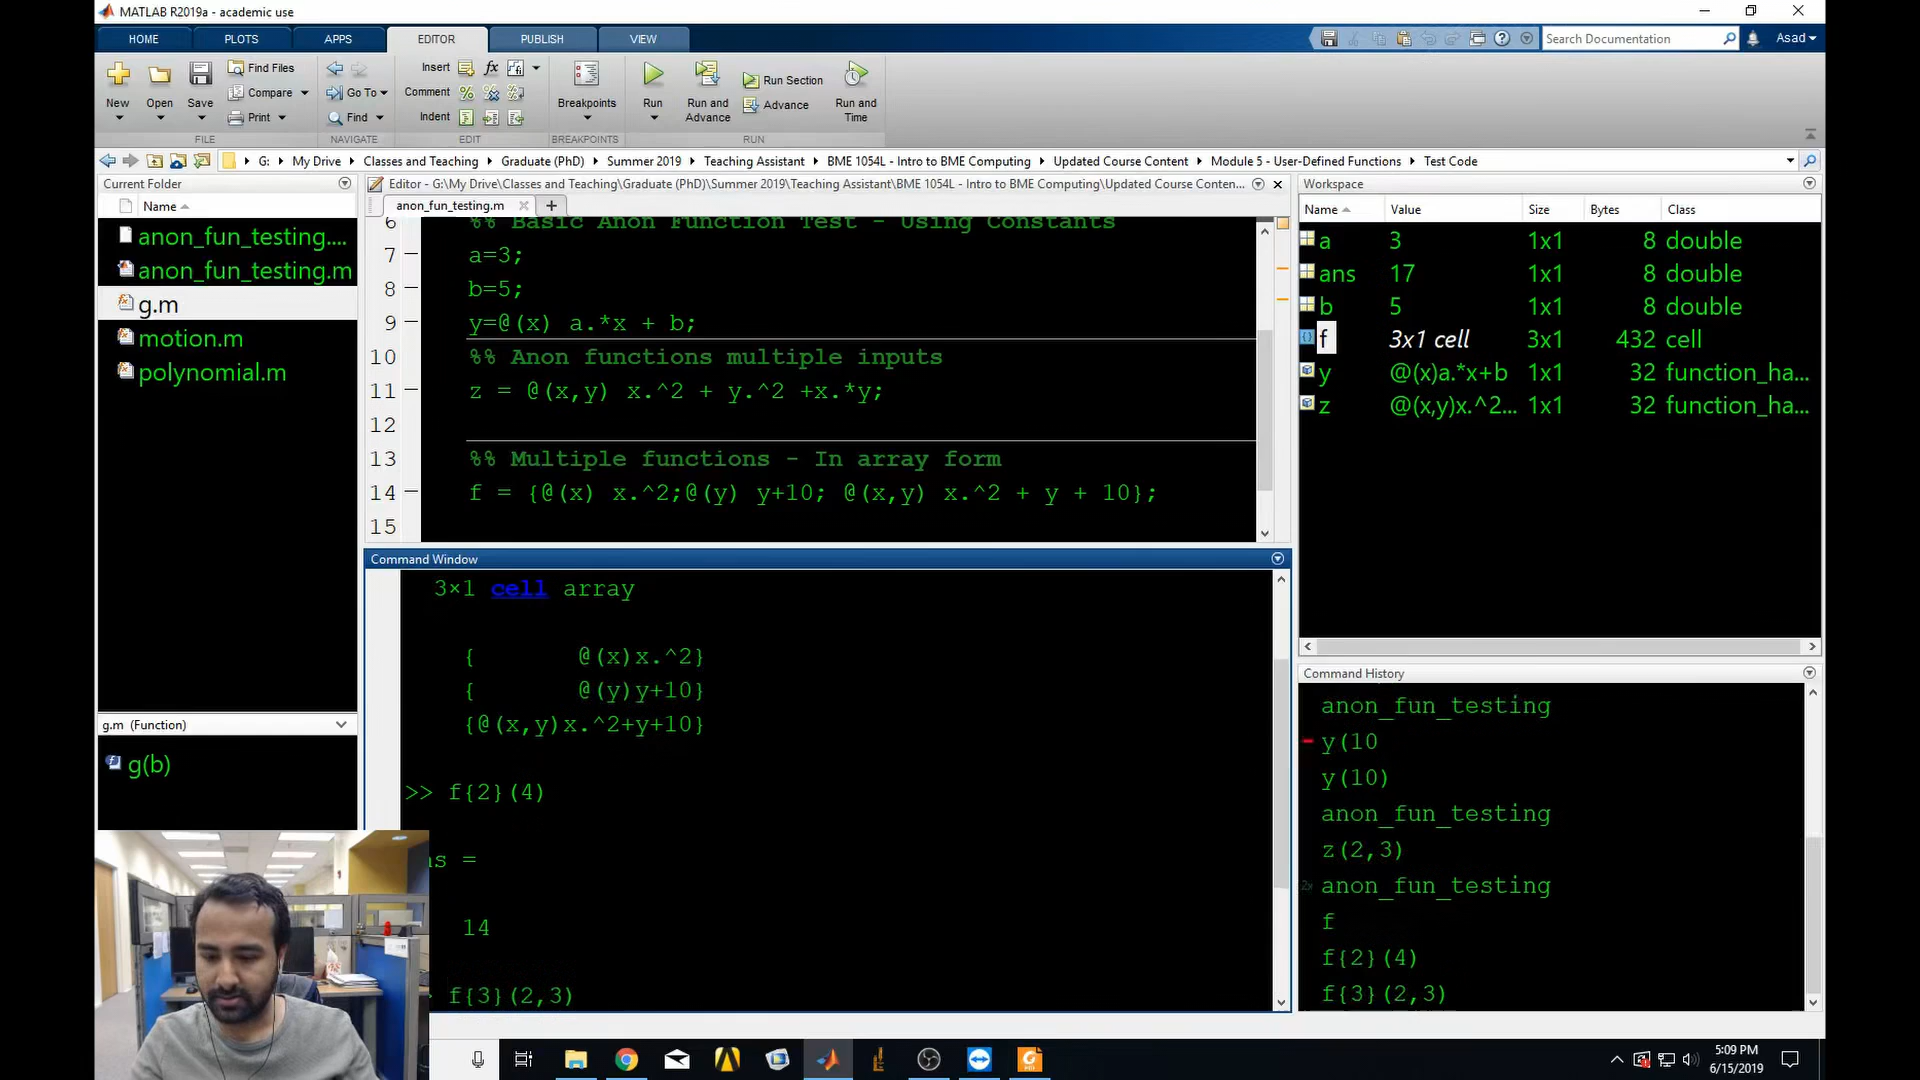 MATLAB R2019a - academic use
HOME PLOTS APPS EDITOR PUBLISH VIEW
Search Documentation
Asad
New
Open
Save
Find Files
Compare
Print
FILE
Go To
Find
NAVIGATE
Insert
fx
Comment
Indent
EDIT
Breakpoints
BREAKPOINTS
Run
Run and
Advance
Run Section
Advance
Run and
Time
RUN
G: My Drive Classes and Teaching Graduate (PhD) Summer 2019 Teaching Assistant BME 1054L - Intro to BME Computing Updated Course Content Module 5 - User-Defined Functions Test Code
Current Folder
Name
anon_fun_testing....
anon_fun_testing.m
g.m
motion.m
polynomial.m
g.m (Function)
g(b)
Editor - G:\My Drive\Classes and Teaching\Graduate (PhD)\Summer 2019\Teaching Assistant\BME 1054L - Intro to BME Computing\Updated Course Conten...
anon_fun_testing.m
6 %% Basic Anon Function Test - Using Constants
7 a=3;
8 b=5;
9 y=@(x) a.*x + b;
10 %% Anon functions multiple inputs
11 z = @(x,y) x.^2 + y.^2 +x.*y;
12
13 %% Multiple functions - In array form
14 f = {@(x) x.^2;@(y) y+10; @(x,y) x.^2 + y + 10};
15
Command Window
3×1 cell array
{ @(x)x.^2}
{ @(y)y+10}
{@(x,y)x.^2+y+10}
>> f{2}(4)
ns =
14
f{3}(2,3)
Workspace
Name Value Size Bytes Class
a 3 1x1 8 double
ans 17 1x1 8 double
b 5 1x1 8 double
f 3x1 cell 3x1 432 cell
y @(x)a.*x+b 1x1 32 function_ha...
z @(x,y)x.^2... 1x1 32 function_ha...
Command History
anon_fun_testing
y(10
y(10)
anon_fun_testing
z(2,3)
anon_fun_testing
f
f{2}(4)
f{3}(2,3)
5:09 PM
6/15/2019